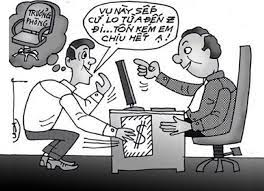 TRƯỞNG
PHÒNG
VỤ NÀY SẾP
CỨ LO TỪ A ĐẾN Z
ĐI...TỐN KÉM EM
CHỊU HẾT Ạ!
$